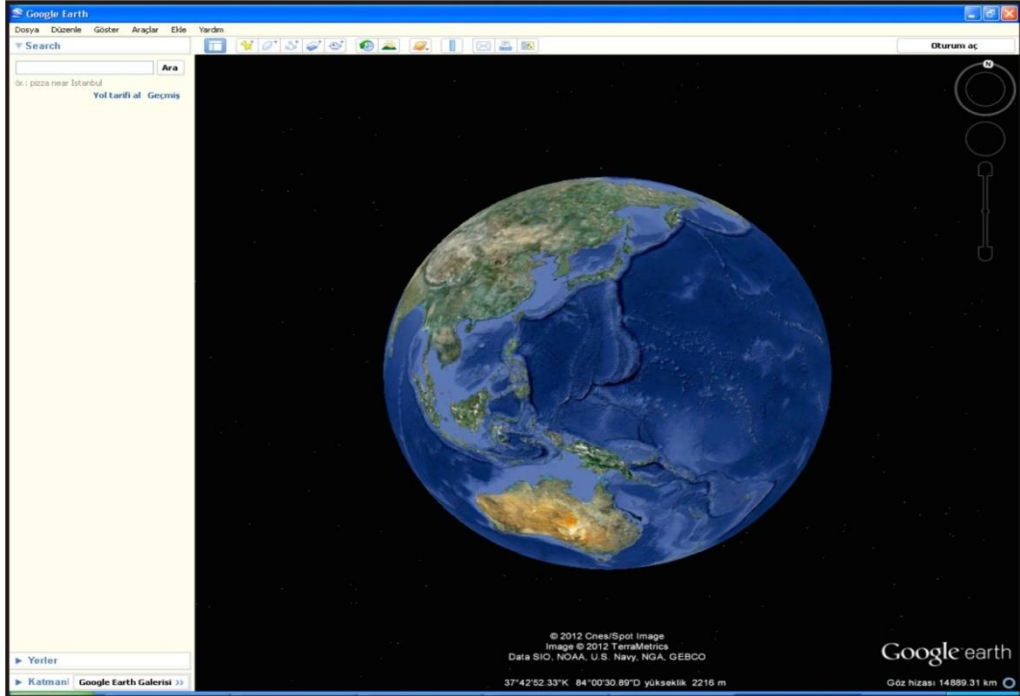 Google Earth
Dosya Düzenle Göster Araçlar Ekle Yardım
Search
Oturum aç
Ara
ör.: pizza near İstanbul
Yol tarifi al Geçmiş
N
© 2012 Cnes/Spot Image
Image © 2012 TerraMetrics
Data SIO, NOAA, U.S. Navy, NGA, GEBCO
Google earth
Yerler
Katmanl Google Earth Galerisi >>
37°42'52.33"K 84°00'30.89"D yükseklik 2216 m
Göz hizası 14889.31 km